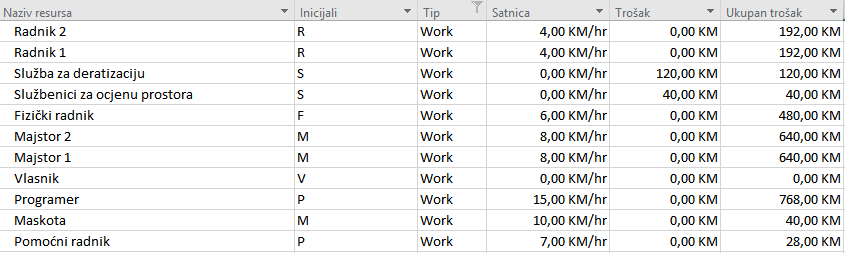 Naziv resursa Inicijali Tip Satnica Trošak Ukupan trošak
Radnik 2 R Work 4,00 KM/hr 0,00 KM 192,00 KM
Radnik 1 R Work 4,00 KM/hr 0,00 KM 192,00 KM
Služba za deratizaciju S Work 0,00 KM/hr 120,00 KM 120,00 KM
Službenici za ocjenu prostora S Work 0,00 KM/hr 40,00 KM 40,00 KM
Fizički radnik F Work 6,00 KM/hr 0,00 KM 480,00 KM
Majstor 2 M Work 8,00 KM/hr 0,00 KM 640,00 KM
Majstor 1 M Work 8,00 KM/hr 0,00 KM 640,00 KM
Vlasnik V Work 0,00 KM/hr 0,00 KM 0,00 KM
Programer P Work 15,00 KM/hr 0,00 KM 768,00 KM
Maskota M Work 10,00 KM/hr 0,00 KM 40,00 KM
Pomoćni radnik P Work 7,00 KM/hr 0,00 KM 28,00 KM